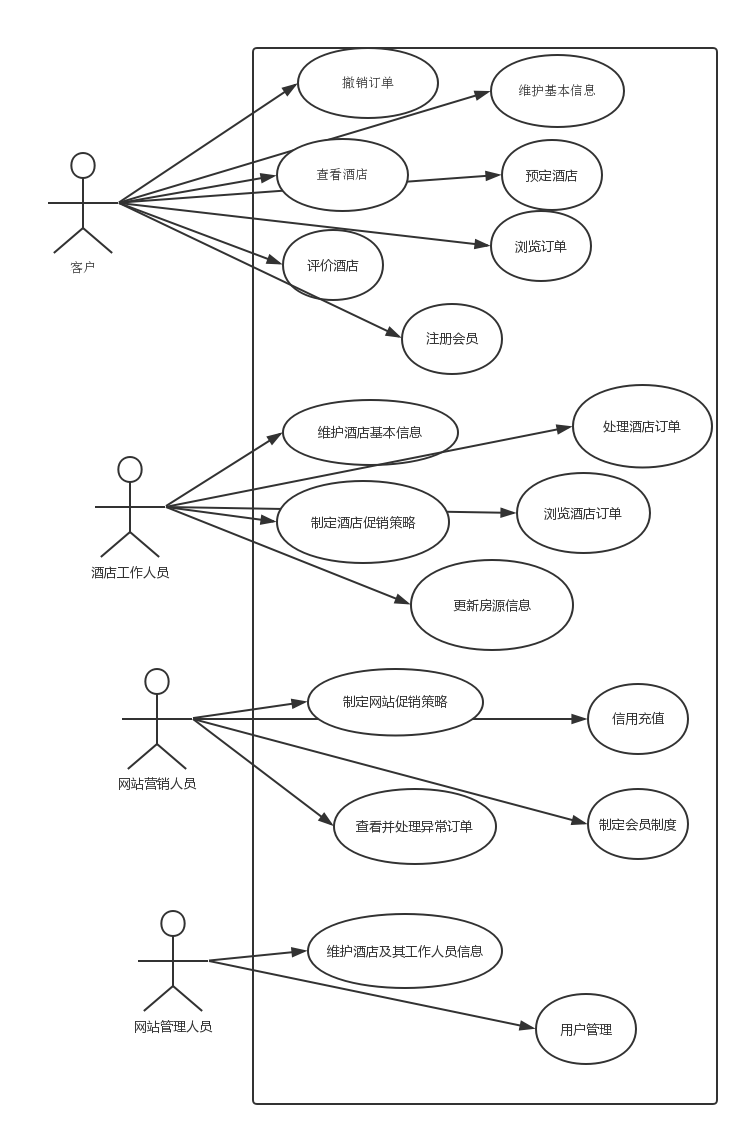 撤销订单
维护基本信息
查看酒店
预定酒店
浏览订单
评价酒店
客户
注册会员
维护酒店基本信息
处理酒店订单
制定酒店促销策略
浏览酒店订单
酒店工作人员
更新房源信息
制定网站促销策略
信用充值
网站营销人员
查看并处理异常订单
制定会员制度
维护酒店及其工作人员信息
网站管理人员
用户管理